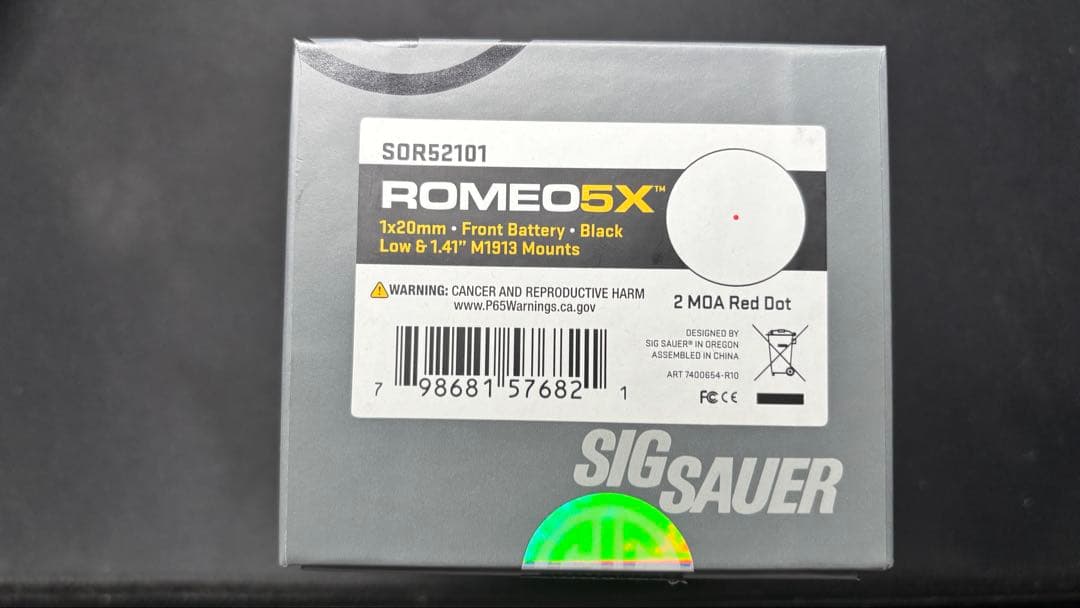 SOR52101
ROMEO5X™
1x20mm • Front Battery • Black
Low & 1.41" M1913 Mounts
WARNING: CANCER AND REPRODUCTIVE HARM
www.P65Warnings.ca.gov
2 MOA Red Dot
DESIGNED BY
SIG SAUER® IN OREGON
ASSEMBLED IN CHINA
ART 7400654-R10
FC CE
7 98681 57682 1
SIG SAUER